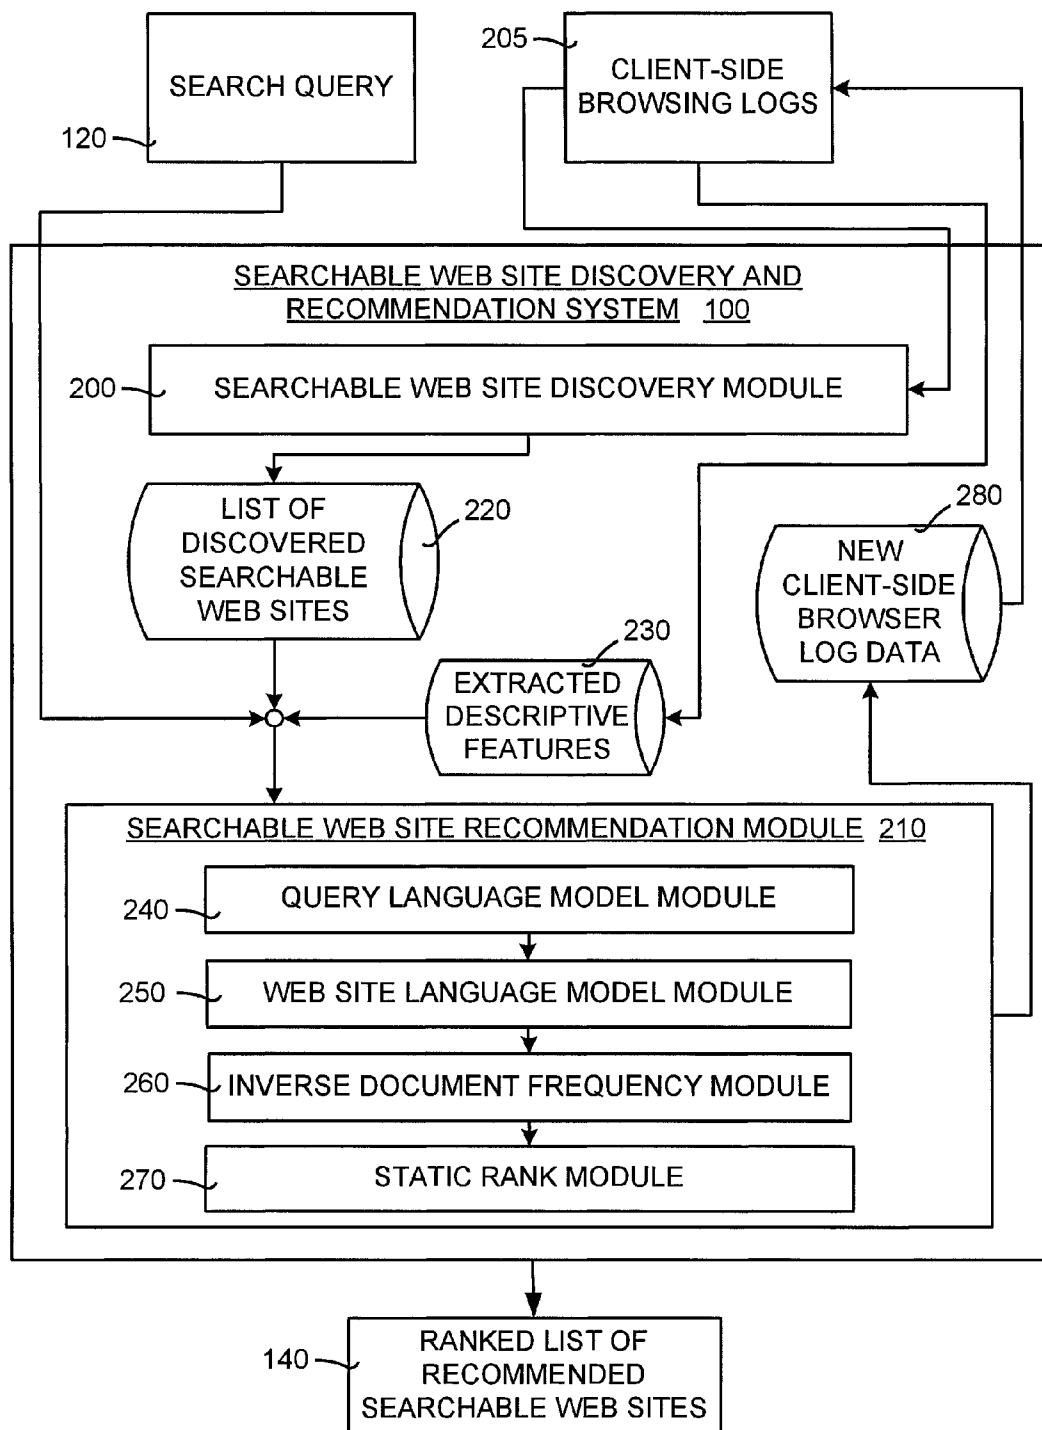 SEARCH QUERY
120
205
CLIENT-SIDE
BROWSING LOGS
SEARCHABLE WEB SITE DISCOVERY AND
RECOMMENDATION SYSTEM 100
200
SEARCHABLE WEB SITE DISCOVERY MODULE
LIST OF
DISCOVERED
SEARCHABLE
WEB SITES
220
280
NEW
CLIENT-SIDE
BROWSER
LOG DATA
230
EXTRACTED
DESCRIPTIVE
FEATURES
SEARCHABLE WEB SITE RECOMMENDATION MODULE 210
240
QUERY LANGUAGE MODEL MODULE
250
WEB SITE LANGUAGE MODEL MODULE
260
INVERSE DOCUMENT FREQUENCY MODULE
270
STATIC RANK MODULE
140
RANKED LIST OF
RECOMMENDED
SEARCHABLE WEB SITES